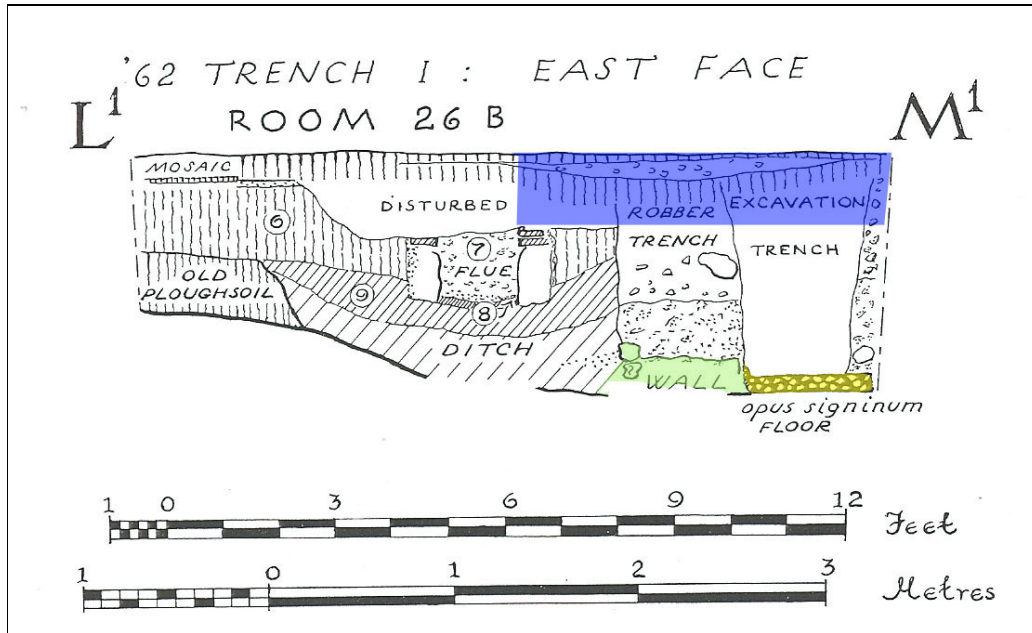 '62 TRENCH I : EAST FACE
L¹ M¹
ROOM 26 B
MOSAIC
DISTURBED
ROBBER
TRENCH
EXCAVATION
TRENCH
6
7
FLUE
OLD
PLOUGHSOIL
9
8
DITCH
WALL
opus signinum
FLOOR
1 0 3 6 9 12
Feet
1 0 1 2 3
Metres